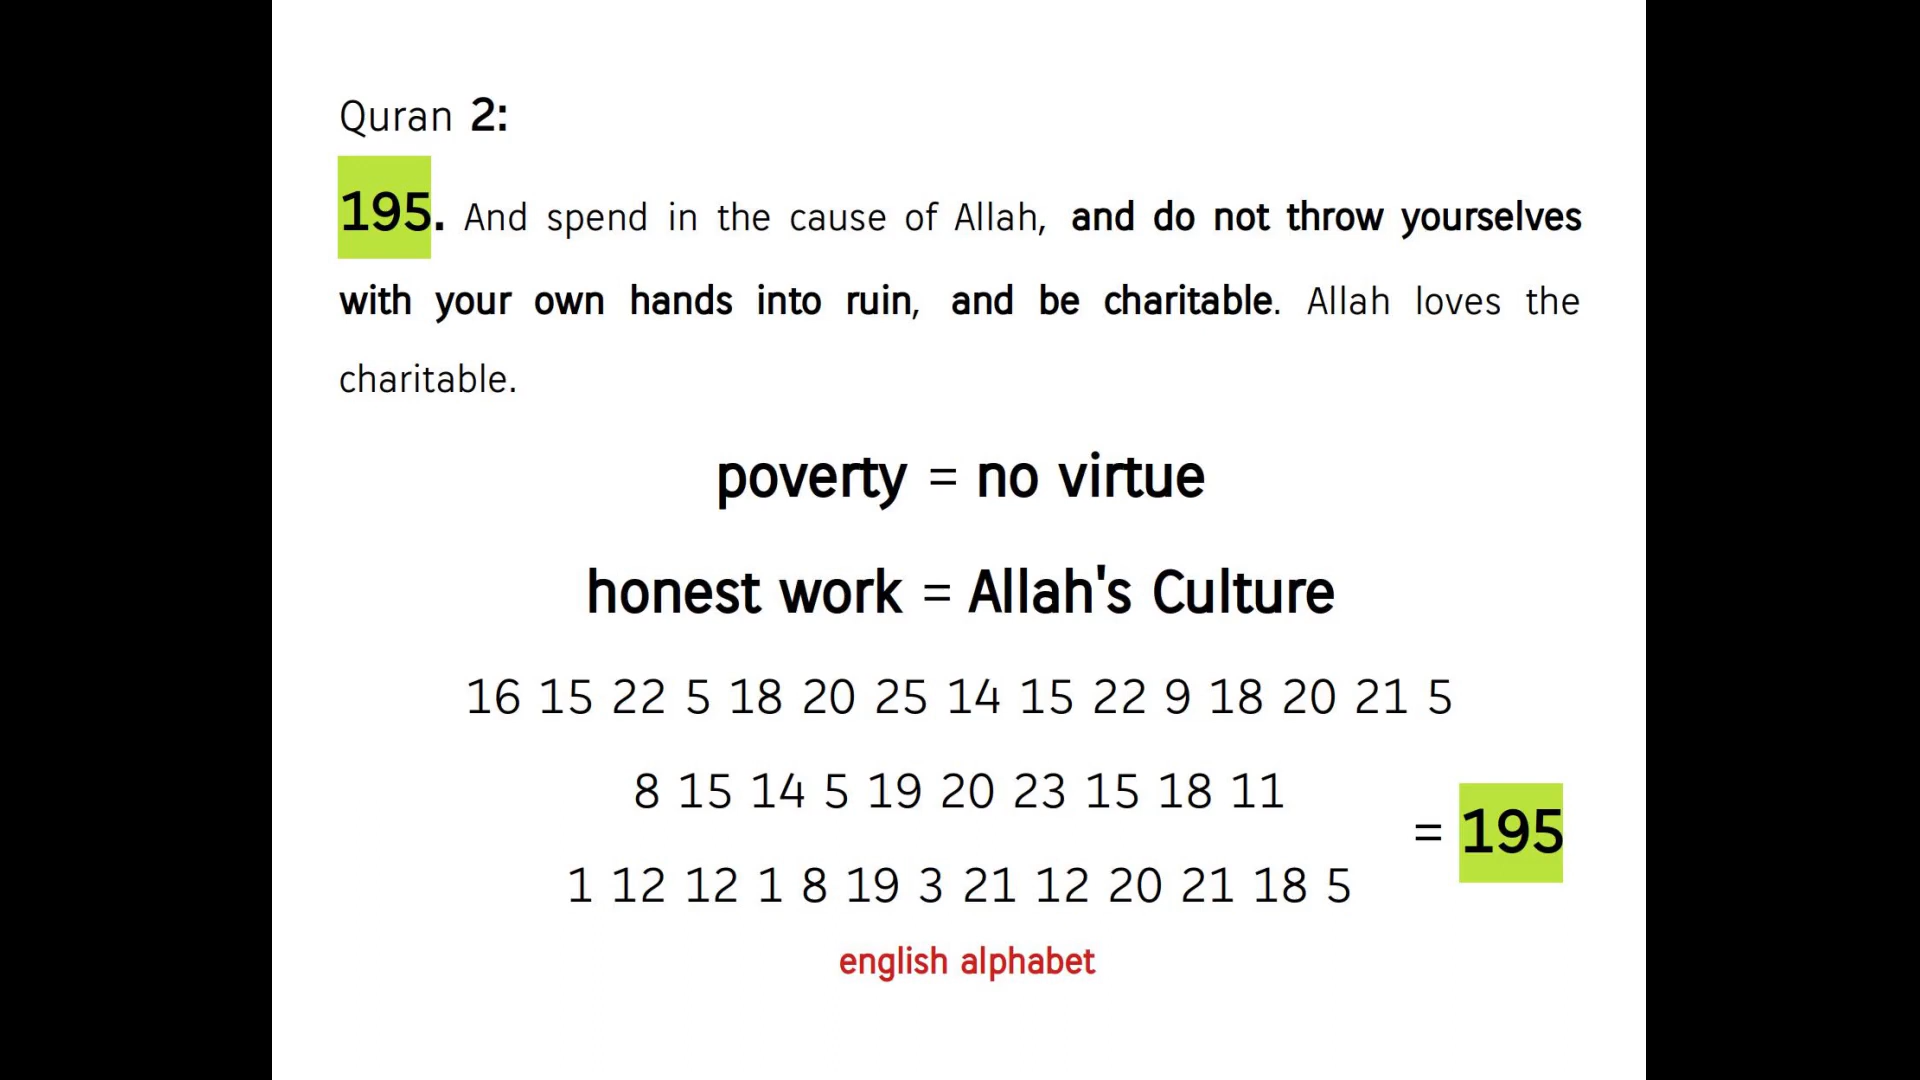 Quran 2:
195. And spend in the cause of Allah, and do not throw yourselves
with your own hands into ruin, and be charitable. Allah loves the
charitable.
poverty = no virtue
honest work = Allah's Culture
16 15 22 5 18 20 25 14 15 22 9 18 20 21 5
8 15 14 5 19 20 23 15 18 11
= 195
1 12 12 1 8 19 3 21 12 20 21 18 5
english alphabet